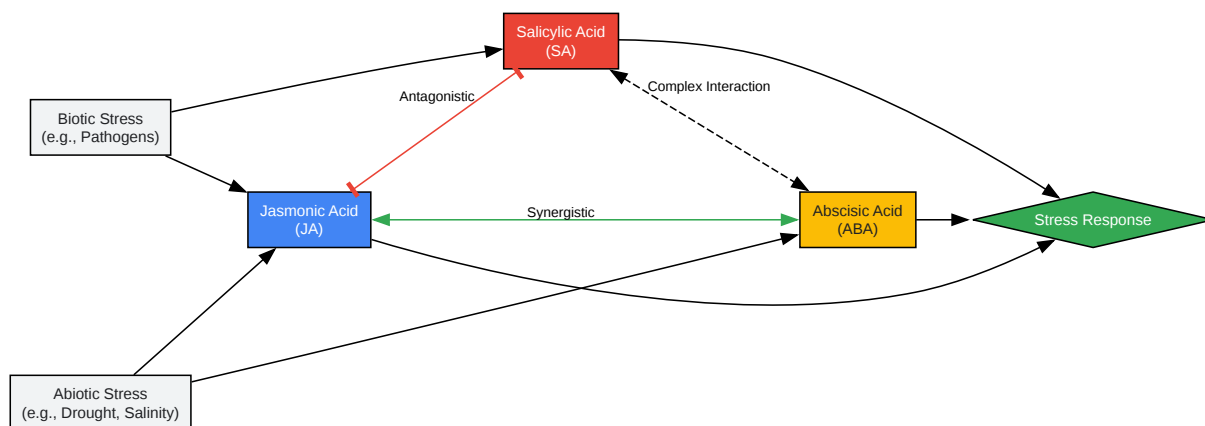 Salicylic Acid
(SA)
Complex Interaction
Antagonistic
Biotic Stress
(e.g., Pathogens)
Jasmonic Acid
(JA)
Synergistic
Abscisic Acid
(ABA)
Stress Response
Abiotic Stress
(e.g., Drought, Salinity)